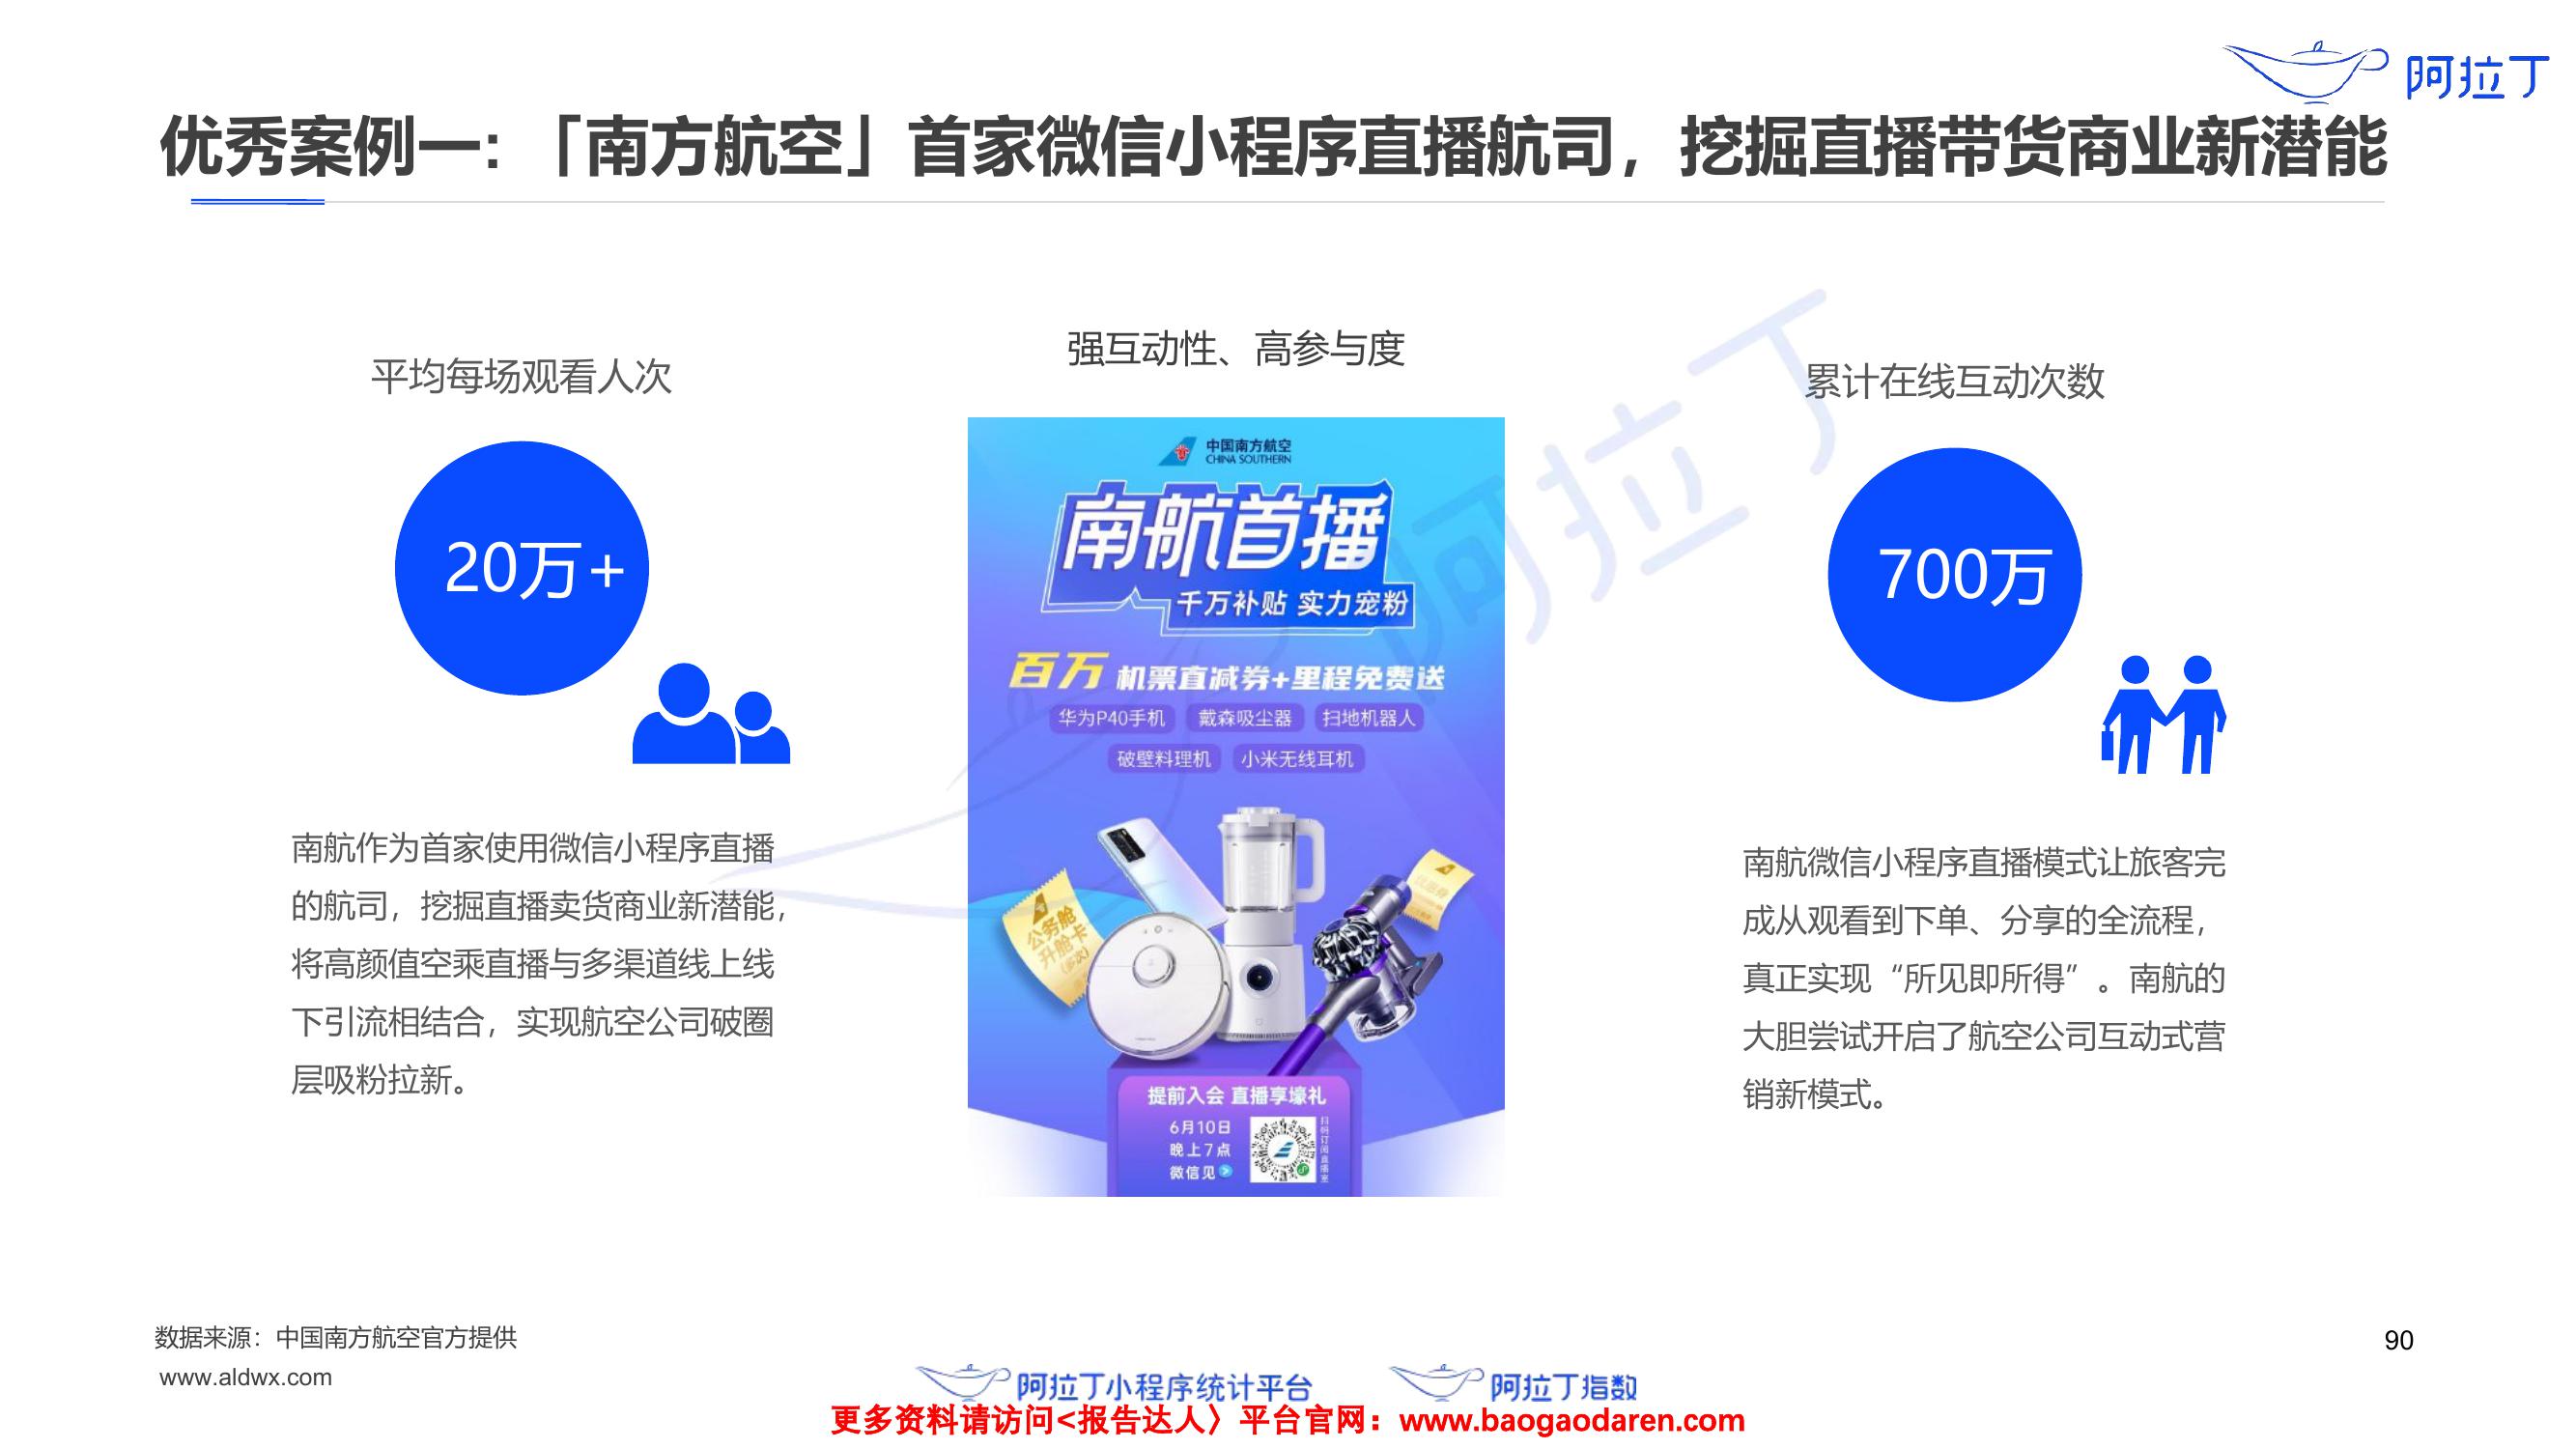 阿拉丁
优秀案例一：「南方航空」首家微信小程序直播航司，挖掘直播带货商业新潜能
平均每场观看人次
20万+
南航作为首家使用微信小程序直播
的航司，挖掘直播卖货商业新潜能，
将高颜值空乘直播与多渠道线上线
下引流相结合，实现航空公司破圈
层吸粉拉新。
强互动性、高参与度
中国南方航空
CHINA SOUTHERN
南航首播
千万补贴 实力宠粉
百万 机票直减券+里程免费送
华为P40手机 戴森吸尘器 扫地机器人
破壁料理机 小米无线耳机
公务舱
升舱卡
提前入会 直播享壕礼
6月10日
晚上7点
微信见
扫码订阅直播室
累计在线互动次数
700万
南航微信小程序直播模式让旅客完
成从观看到下单、分享的全流程，
真正实现“所见即所得”。南航的
大胆尝试开启了航空公司互动式营
销新模式。
阿拉丁
数据来源：中国南方航空官方提供
www.aldwx.com
90
阿拉丁小程序统计平台 阿拉丁指数
更多资料请访问<报告达人〉平台官网：www.baogaodaren.com